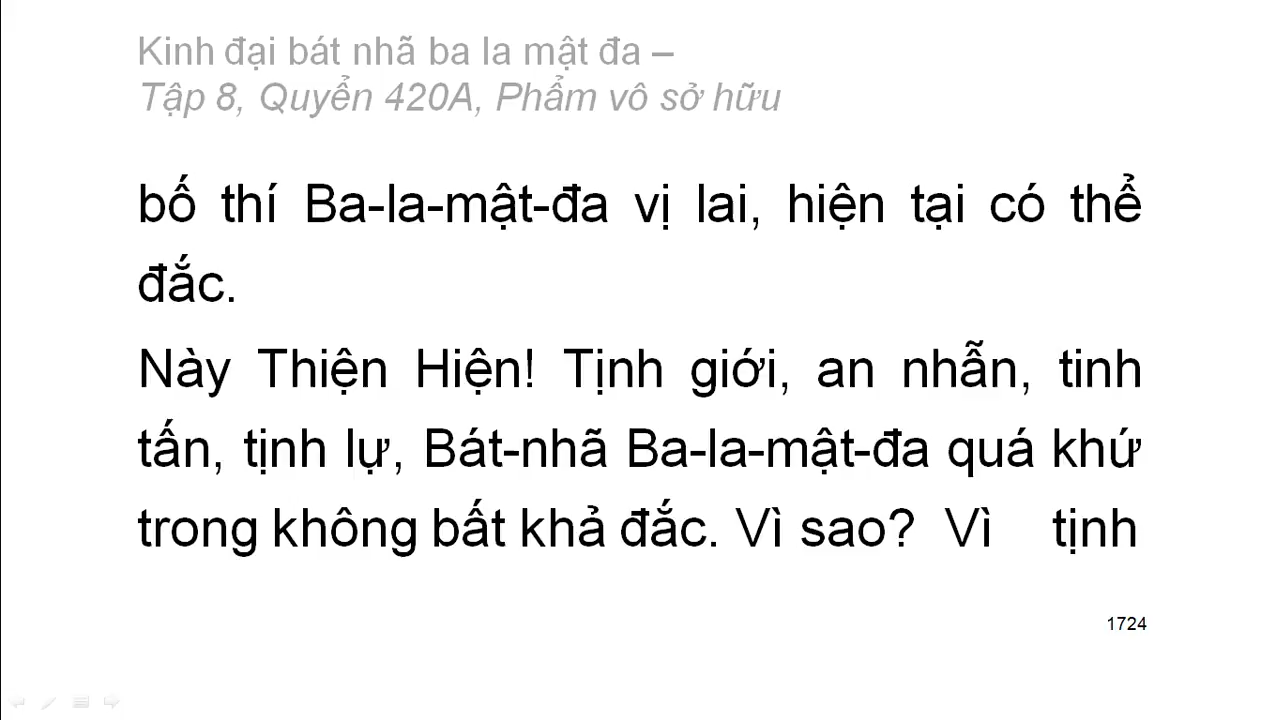 Kinh đại bát nhã ba la mật đa –
Tập 8, Quyển 420A, Phẩm vô sở hữu
bố thí Ba-la-mật-đa vị lai, hiện tại có thể
đắc.
Này Thiện Hiện! Tịnh giới, an nhẫn, tinh
tấn, tịnh lự, Bát-nhã Ba-la-mật-đa quá khứ
trong không bất khả đắc. Vì sao? Vì tịnh
1724